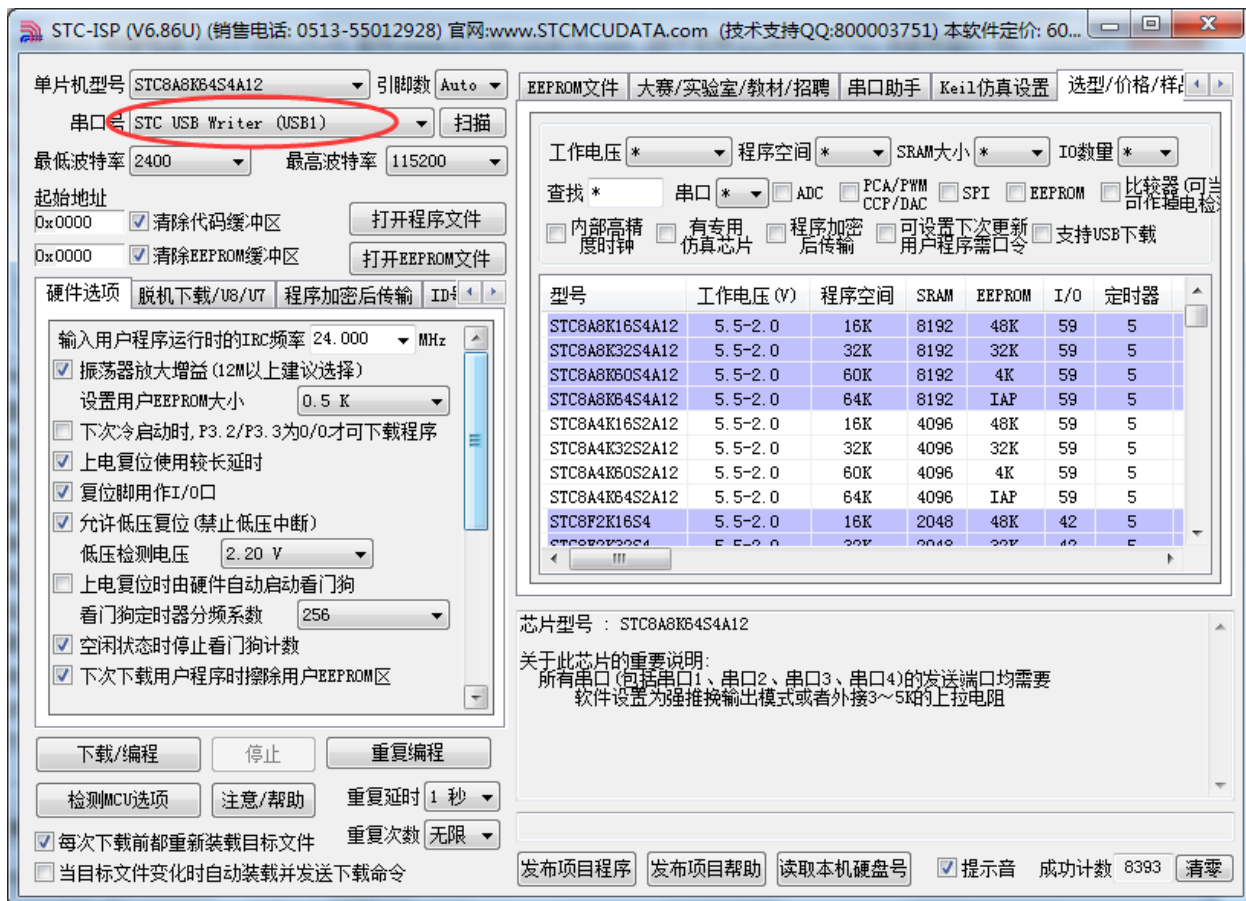 STC-ISP (V6.86U) (销售电话: 0513-55012928) 官网:www.STCMCUDATA.com (技术支持QQ:800003751) 本软件定价: 60...
单片机型号 STC8A8K64S4A12 引脚数 Auto
串口号 STC USB Writer (USB1) 扫描
最低波特率 2400 最高波特率 115200
起始地址
0x0000 清除代码缓冲区 打开程序文件
0x0000 清除EEPROM缓冲区 打开EEPROM文件
硬件选项 脱机下载/U8/U7 程序加密后传输
输入用户程序运行时的IRC频率 24.000 MHz
振荡器放大增益(12M以上建议选择)
设置用户EEPROM大小 0.5 K
下次冷启动时,P3.2/P3.3为0/0才可下载程序
上电复位使用较长延时
复位脚用作I/O口
允许低压复位(禁止低压中断)
低压检测电压 2.20 V
上电复位时由硬件自动启动看门狗
看门狗定时器分频系数 256
空闲状态时停止看门狗计数
下次下载用户程序时擦除用户EEPROM区
下载/编程 停止 重复编程
检测MCU选项 注意/帮助 重复延时 1 秒
每次下载前都重新装载目标文件 重复次数 无限
当目标文件变化时自动装载并发送下载命令
EEPROM文件 大赛/实验室/教材/招聘 串口助手 Keil仿真设置 选型/价格/样
工作电压 * 程序空间 * SRAM大小 * IO数量 *
查找 * 串口 * ADC PCA/PWM CCP/DAC SPI EEPROM 比较器(可当 可作掉电检
内部高精度时钟 有专用仿真芯片 程序加密后传输 可设置下次更新用户程序需口令 支持USB下载
型号 工作电压(V) 程序空间 SRAM EEPROM I/O 定时器
STC8A8K16S4A12 5.5-2.0 16K 8192 48K 59 5
STC8A8K32S4A12 5.5-2.0 32K 8192 32K 59 5
STC8A8K60S4A12 5.5-2.0 60K 8192 4K 59 5
STC8A8K64S4A12 5.5-2.0 64K 8192 IAP 59 5
STC8A4K16S2A12 5.5-2.0 16K 4096 48K 59 5
STC8A4K32S2A12 5.5-2.0 32K 4096 32K 59 5
STC8A4K60S2A12 5.5-2.0 60K 4096 4K 59 5
STC8A4K64S2A12 5.5-2.0 64K 4096 IAP 59 5
STC8F2K16S4 5.5-2.0 16K 2048 48K 42 5
STC8F2K32S4 5.5-2.0 32K 2048 32K 42 5
芯片型号 : STC8A8K64S4A12
关于此芯片的重要说明:
所有串口(包括串口1、串口2、串口3、串口4)的发送端口均需要
软件设置为强推挽输出模式或者外接3~5K的上拉电阻
发布项目程序 发布项目帮助 读取本机硬盘号 提示音 成功计数 8393 清零